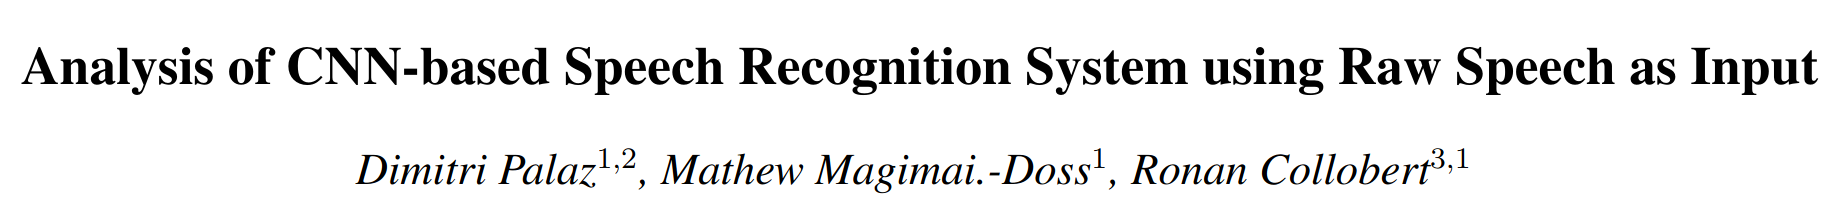 Analysis of CNN-based Speech Recognition System using Raw Speech as Input
Dimitri Palaz1,2, Mathew Magimai.-Doss1, Ronan Collobert3,1